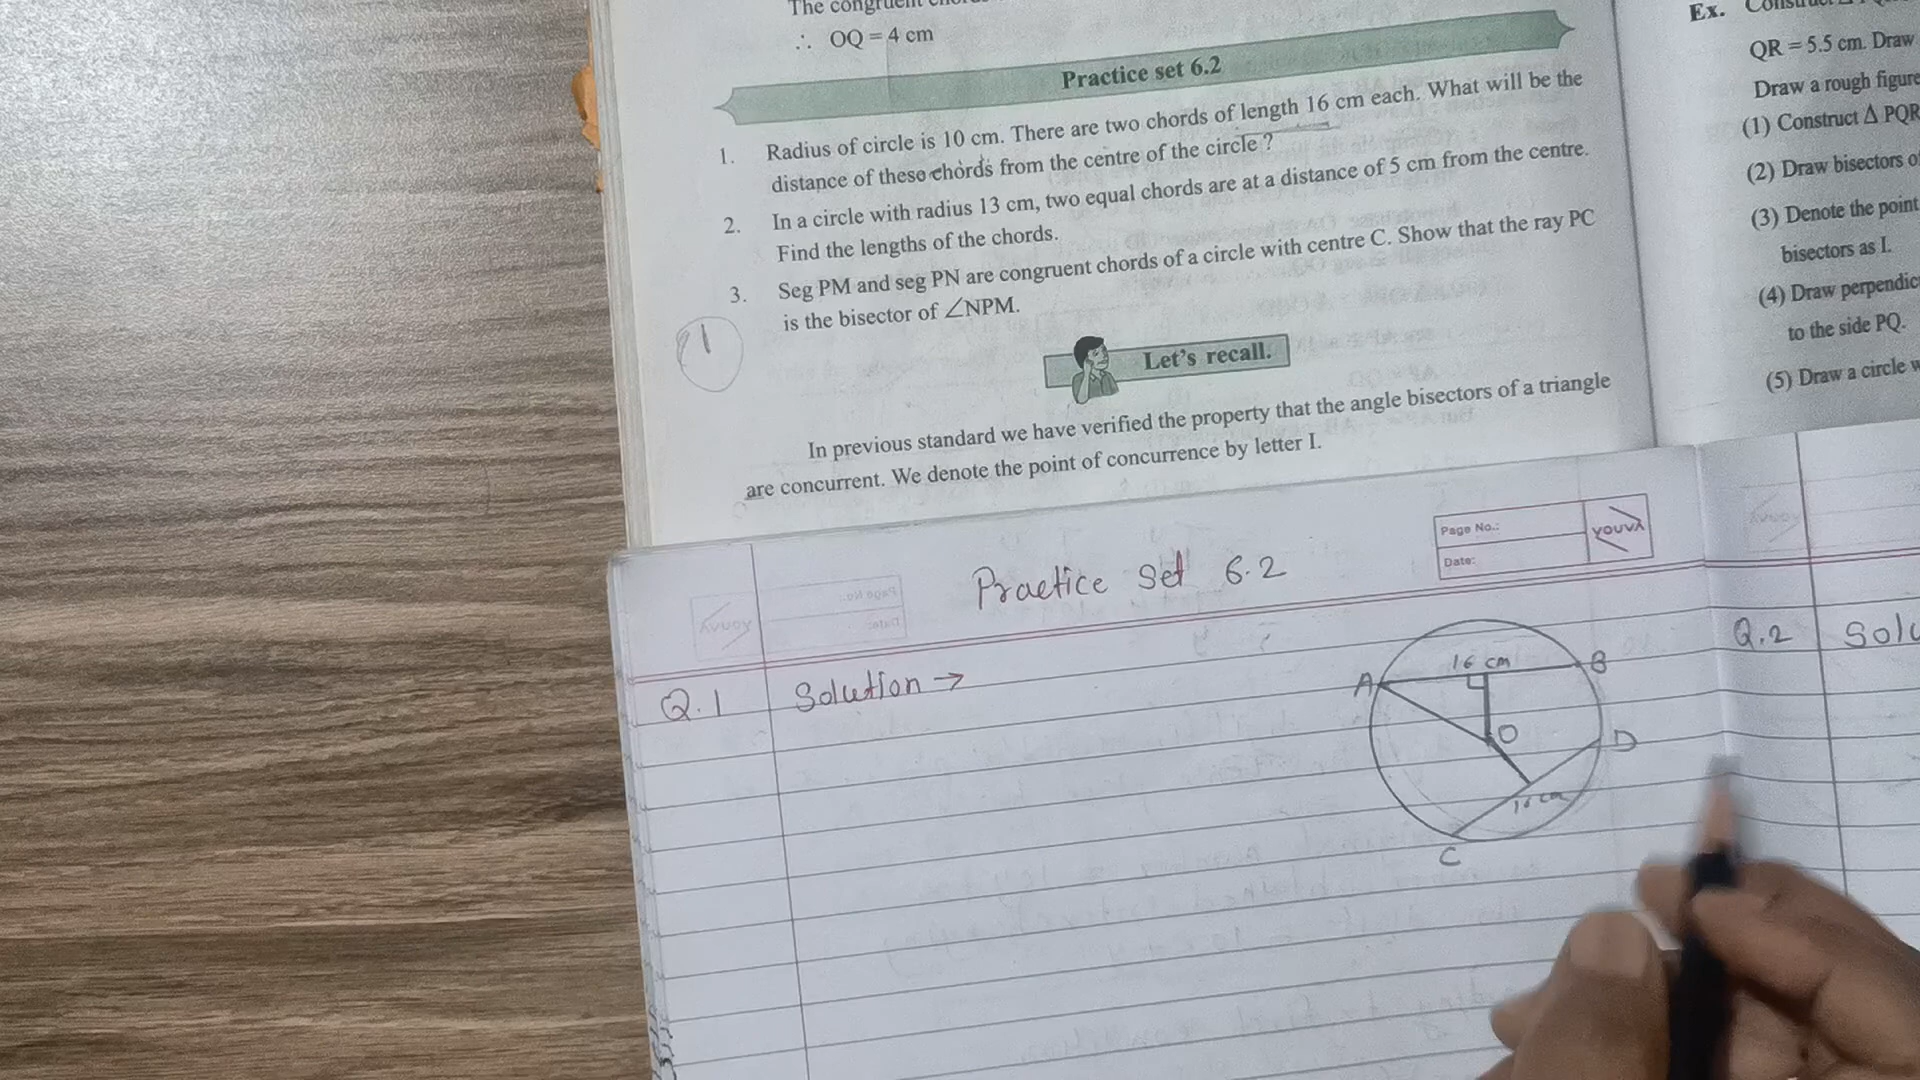 The congruent
∴ OQ = 4 cm
Practice set 6.2
1. Radius of circle is 10 cm. There are two chords of length 16 cm each. What will be the
distance of these chords from the centre of the circle ?
2. In a circle with radius 13 cm, two equal chords are at a distance of 5 cm from the centre.
Find the lengths of the chords.
3. Seg PM and seg PN are congruent chords of a circle with centre C. Show that the ray PC
is the bisector of ∠NPM.
1
Let's recall.
In previous standard we have verified the property that the angle bisectors of a triangle
are concurrent. We denote the point of concurrence by letter I.
Ex.
QR = 5.5 cm. Draw
Draw a rough figure
(1) Construct Δ PQR
(2) Draw bisectors
(3) Denote the point
bisectors as I.
(4) Draw
to the side PQ.
(5) Draw a circle
Page No.:
Date:
YOUVA
Practice Set 6.2
Q.1 Solution →
16 cm
A
B
O
D
16 cm
C
Q.2